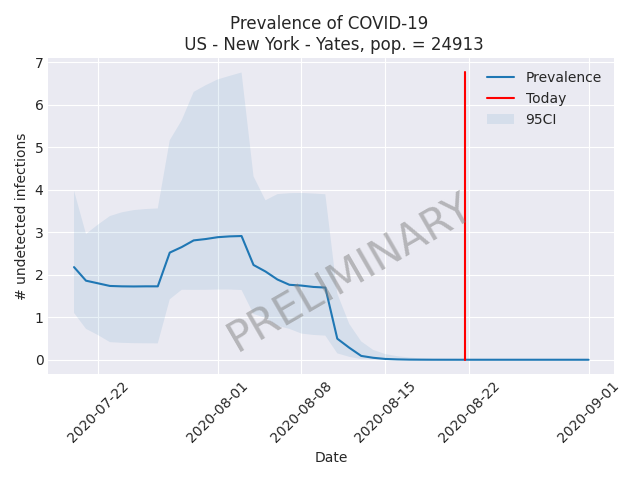 Prevalence of COVID-19
US - New York - Yates, pop. = 24913
7
6
5
4
3
2
1
0
# undetected infections
Prevalence
Today
95CI
PRELIMINARY
2020-07-22
2020-08-01
2020-08-08
2020-08-15
2020-08-22
2020-09-01
Date